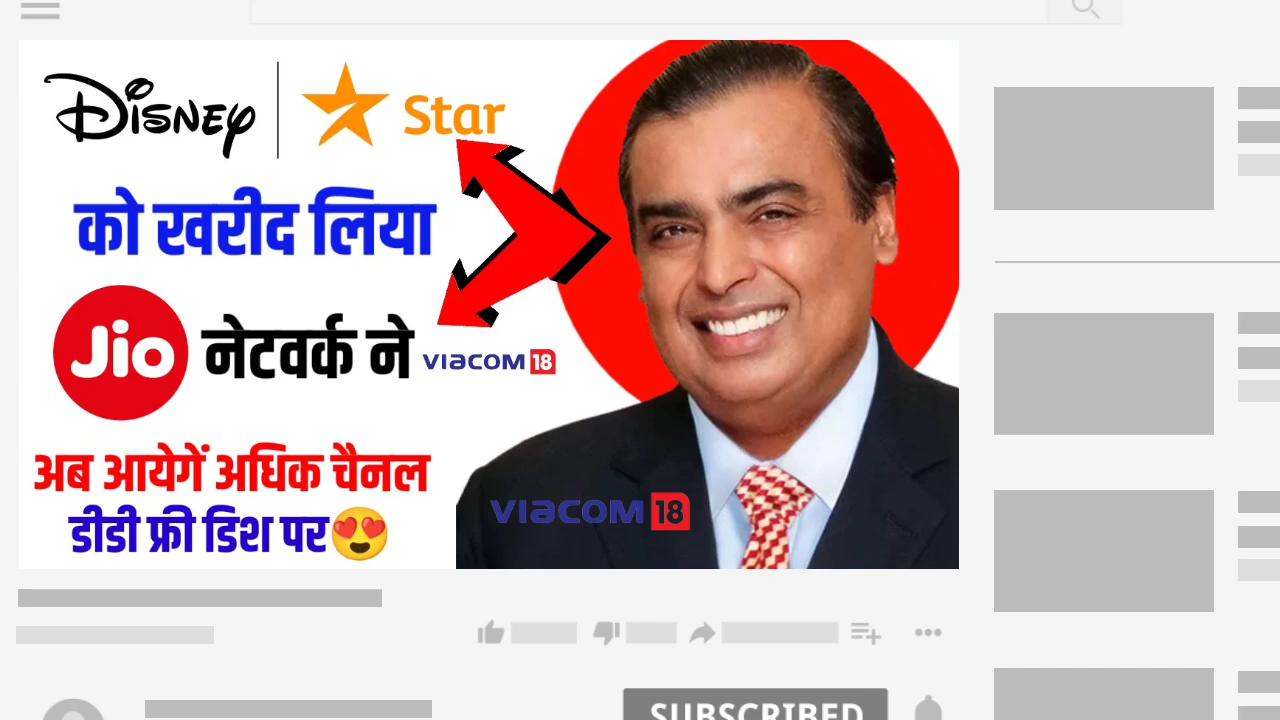 Disney Star
को खरीद लिया
Jio नेटवर्क ने VIACOM 18
अब आयेगें अधिक चैनल
डीडी फ्री डिश पर😍
VIACOM 18
SUBSCRIBED